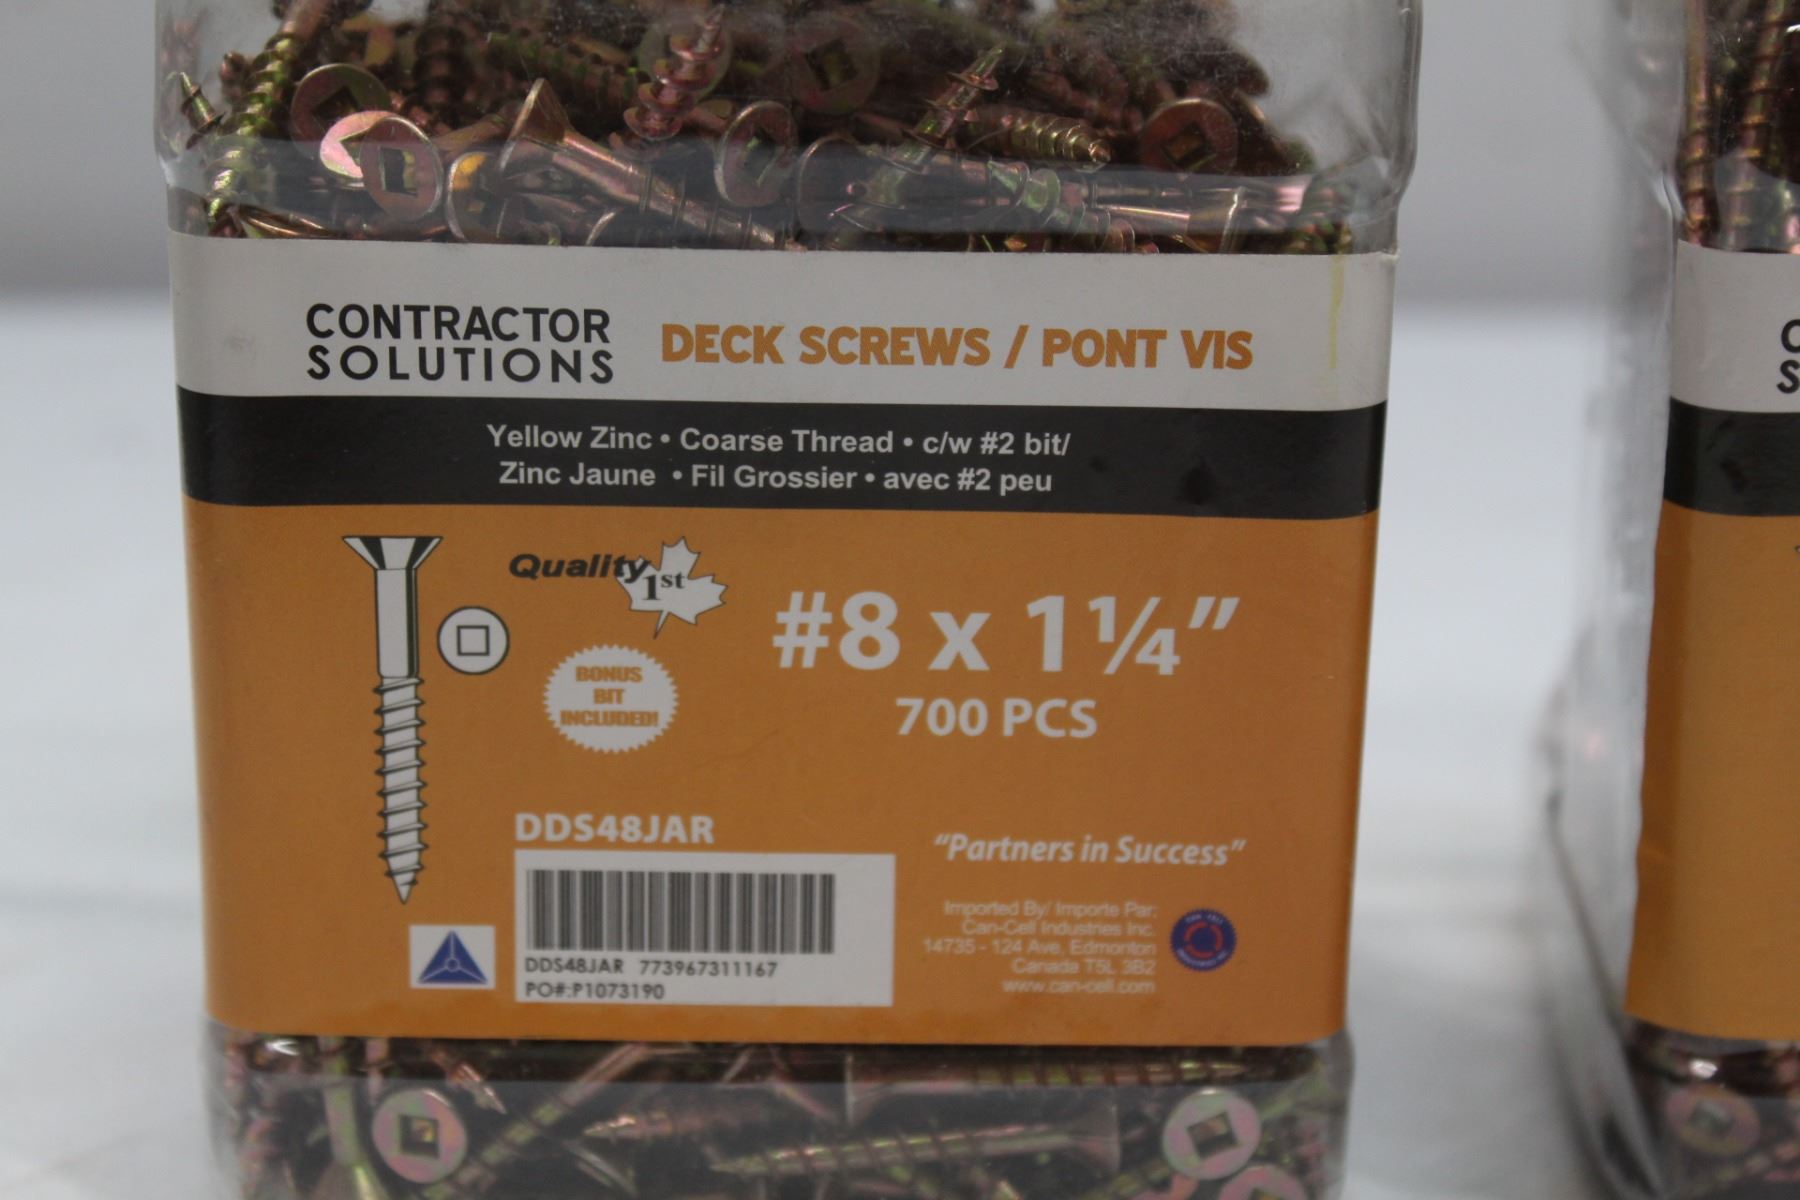 CONTRACTOR
SOLUTIONS
DECK SCREWS / PONT VIS
Yellow Zinc • Coarse Thread • c/w #2 bit/
Zinc Jaune • Fil Grossier • avec #2 peu
Quality 1st
#8 x 1¼"
700 PCS
BONUS
BIT
INCLUDED!
DDS48JAR
"Partners in Success"
DDS48JAR 773967311167
PO#:P1073190
Imported By/ Importe Par:
Can-Cell Industries Inc.
14735 - 124 Ave, Edmonton
Canada T5L 3B2
www.can-cell.com
C
S